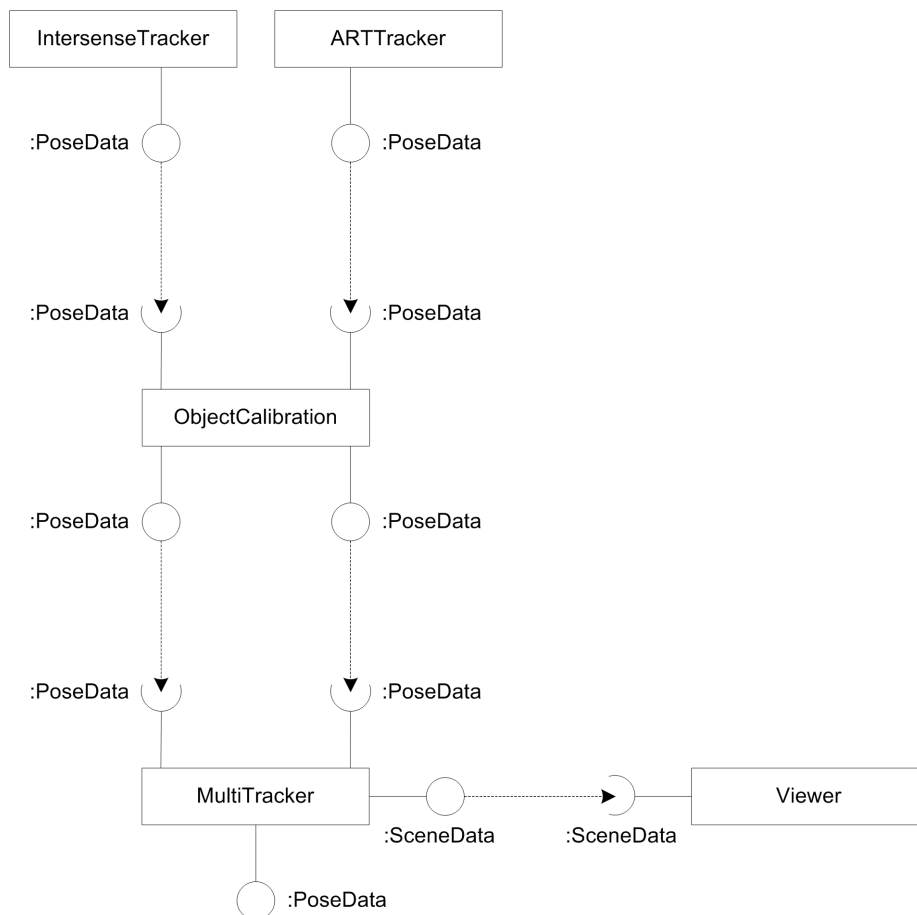 IntersenseTracker
ARTTracker
:PoseData
:PoseData
:PoseData
:PoseData
ObjectCalibration
:PoseData
:PoseData
:PoseData
:PoseData
MultiTracker
Viewer
:SceneData
:SceneData
:PoseData